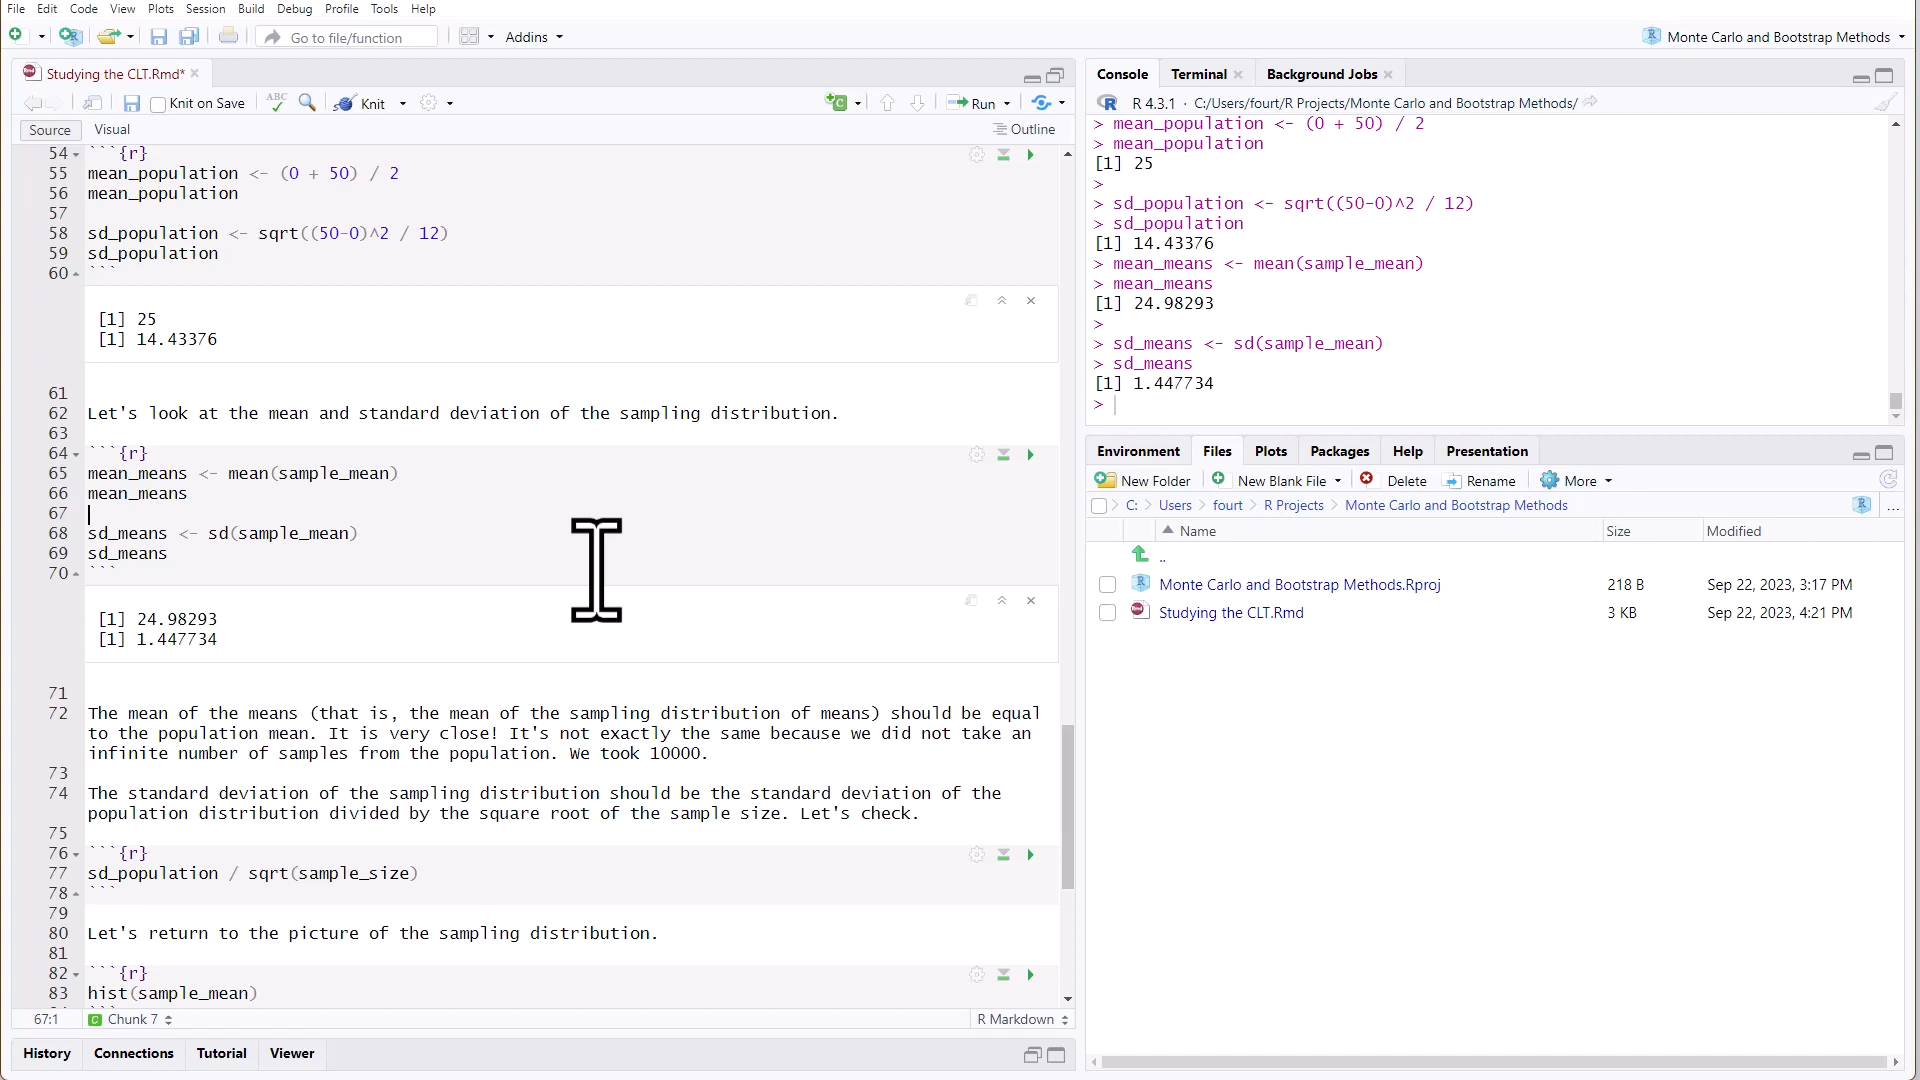 File Edit Code View Plots Session Build Debug Profile Tools Help
Go to file/function Addins Monte Carlo and Bootstrap Methods
Studying the CLT.Rmd*
Knit on Save ABC Knit Run
Source Visual Outline
54 ```{r}
55 mean_population <- (0 + 50) / 2
56 mean_population
57
58 sd_population <- sqrt((50-0)^2 / 12)
59 sd_population
60 ```
[1] 25
[1] 14.43376
61
62 Let's look at the mean and standard deviation of the sampling distribution.
63
64 ```{r}
65 mean_means <- mean(sample_mean)
66 mean_means
67
68 sd_means <- sd(sample_mean)
69 sd_means
70 ```
[1] 24.98293
[1] 1.447734
71
72 The mean of the means (that is, the mean of the sampling distribution of means) should be equal
to the population mean. It is very close! It's not exactly the same because we did not take an
infinite number of samples from the population. We took 10000.
73
74 The standard deviation of the sampling distribution should be the standard deviation of the
population distribution divided by the square root of the sample size. Let's check.
75
76 ```{r}
77 sd_population / sqrt(sample_size)
78 ```
79
80 Let's return to the picture of the sampling distribution.
81
82 ```{r}
83 hist(sample_mean)
67:1 Chunk 7 R Markdown
History Connections Tutorial Viewer
Console Terminal Background Jobs
R 4.3.1 · C:/Users/fourt/R Projects/Monte Carlo and Bootstrap Methods/
> mean_population <- (0 + 50) / 2
> mean_population
[1] 25
>
> sd_population <- sqrt((50-0)^2 / 12)
> sd_population
[1] 14.43376
> mean_means <- mean(sample_mean)
> mean_means
[1] 24.98293
>
> sd_means <- sd(sample_mean)
> sd_means
[1] 1.447734
>
Environment Files Plots Packages Help Presentation
New Folder New Blank File Delete Rename More
C: Users fourt R Projects Monte Carlo and Bootstrap Methods ...
Name Size Modified
..
Monte Carlo and Bootstrap Methods.Rproj 218 B Sep 22, 2023, 3:17 PM
Studying the CLT.Rmd 3 KB Sep 22, 2023, 4:21 PM